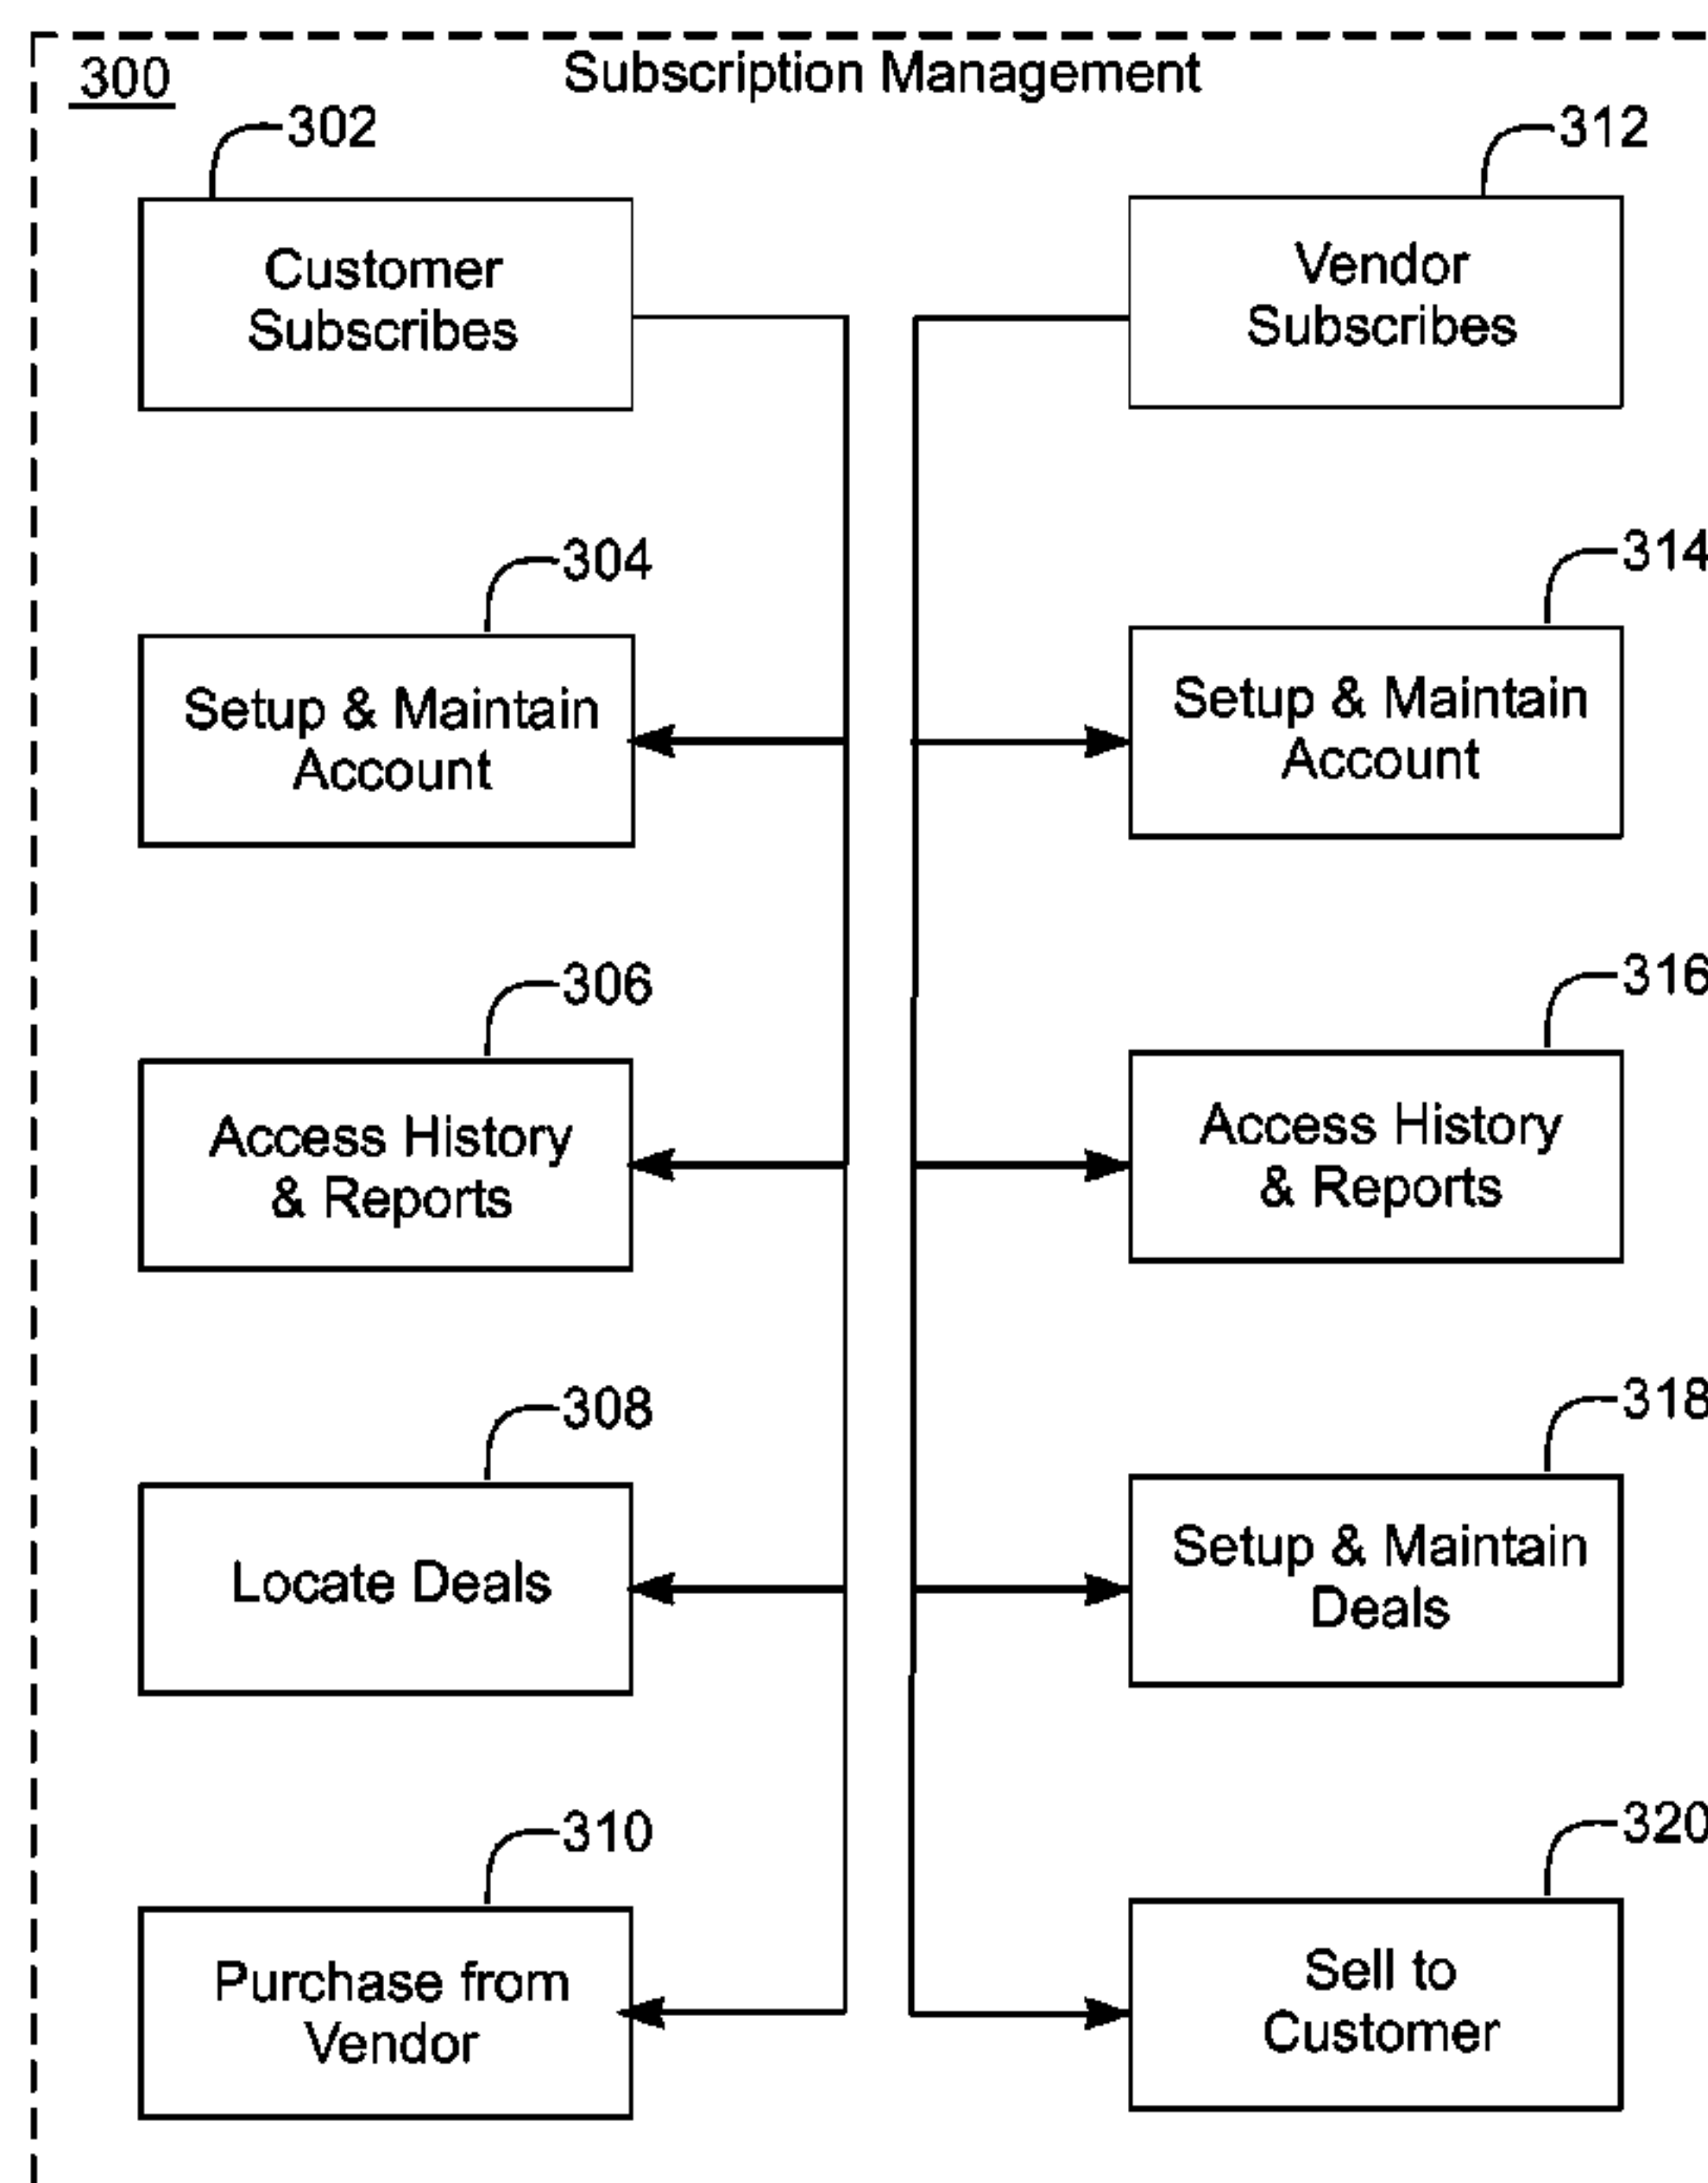 300
Subscription Management
302
312
Customer
Subscribes
Vendor
Subscribes
304
314
Setup & Maintain
Account
Setup & Maintain
Account
306
316
Access History
& Reports
Access History
& Reports
308
318
Locate Deals
Setup & Maintain
Deals
310
320
Purchase from
Vendor
Sell to
Customer